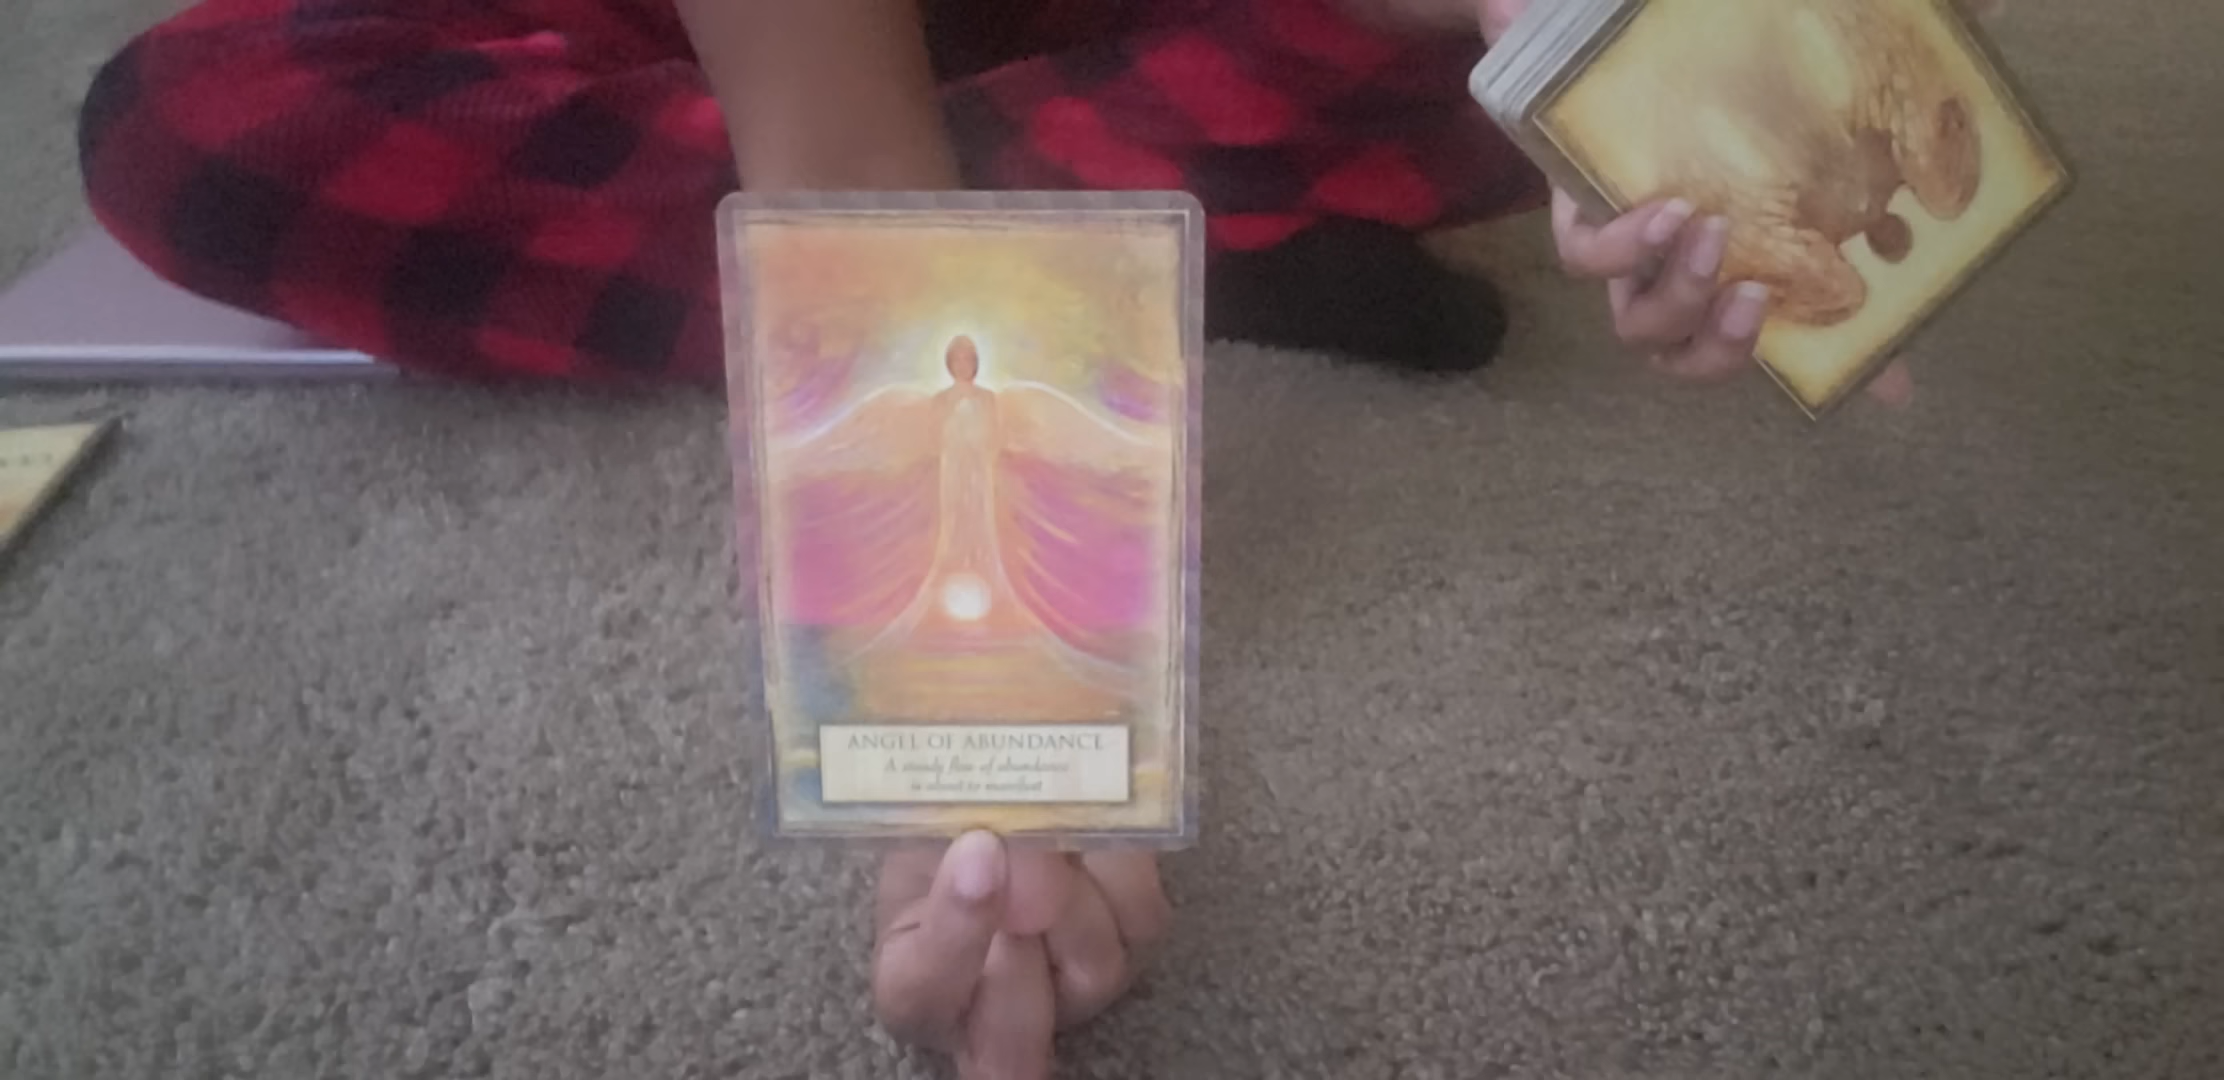 ANGEL OF ABUNDANCE
A steady flow of abundance
is about to manifest